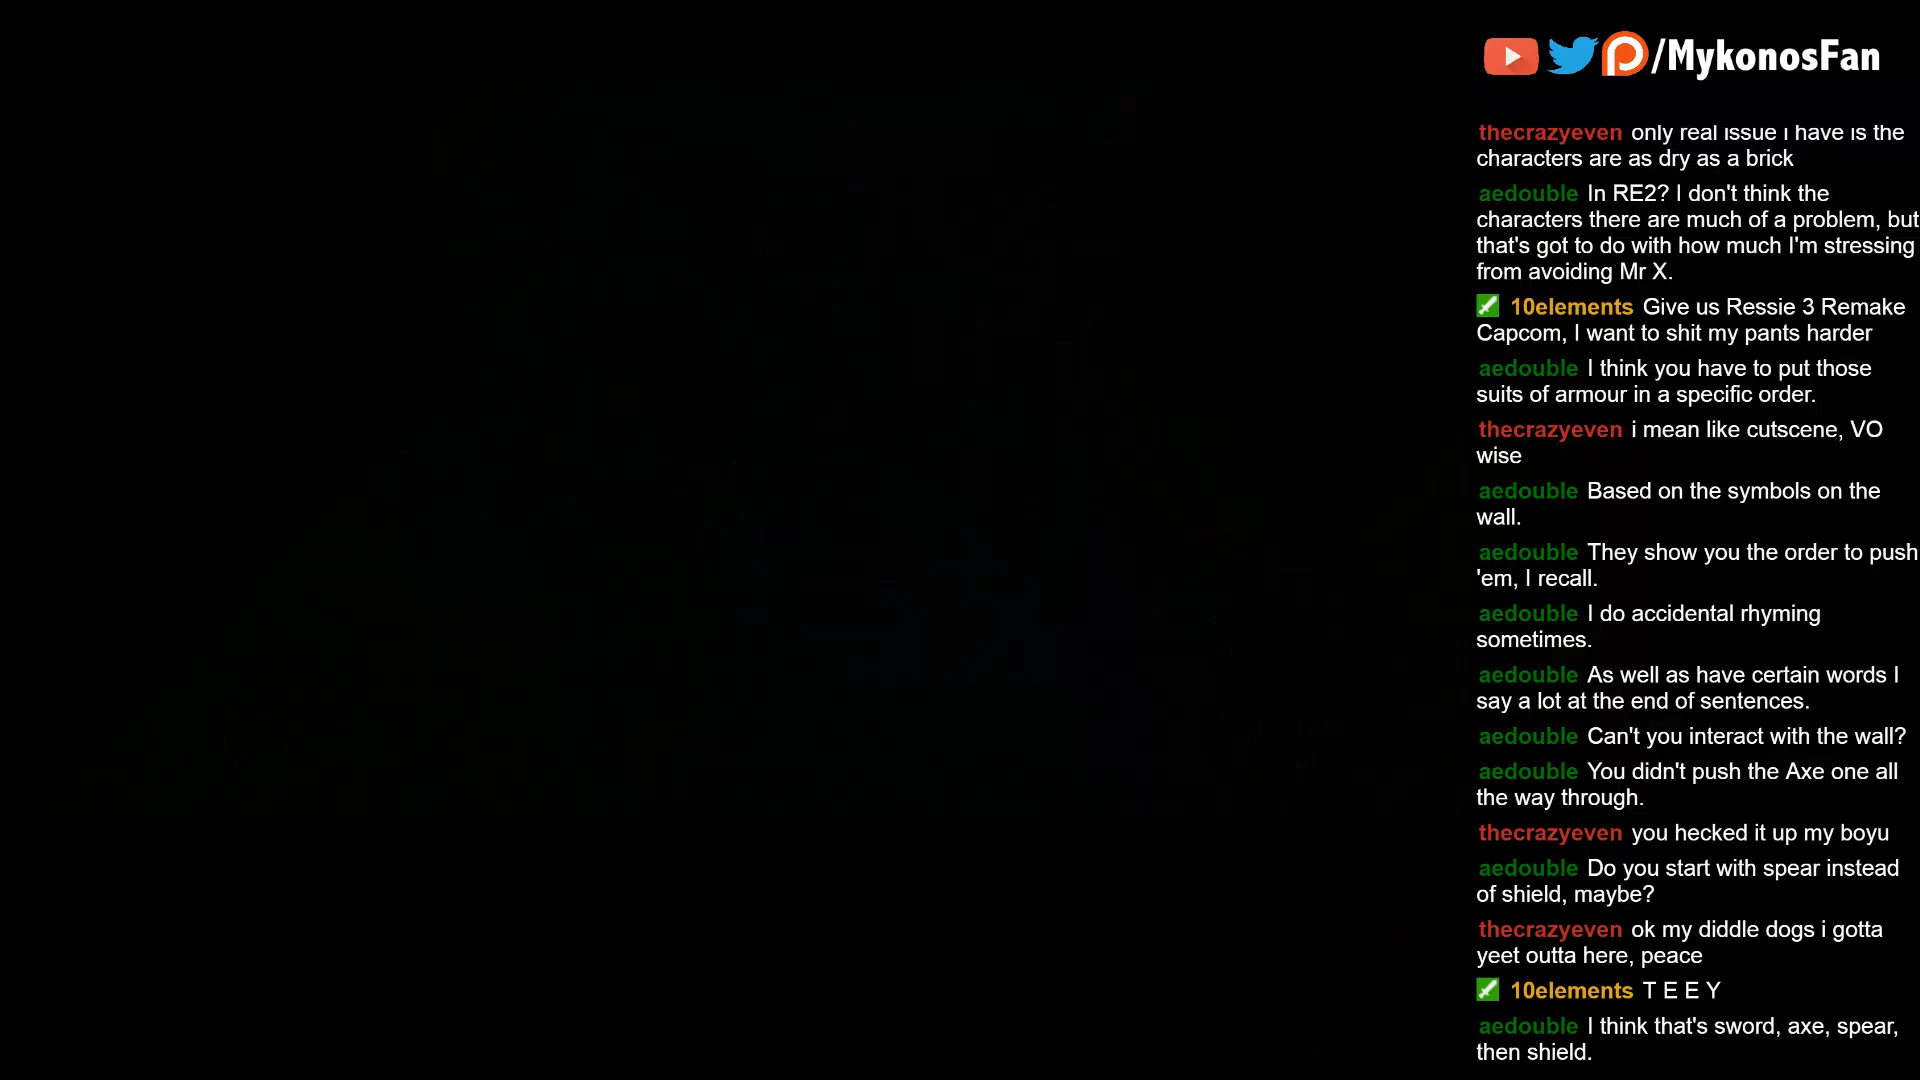 /MykonosFan
thecrazyeven only real issue i have is the
characters are as dry as a brick
aedouble In RE2? I don't think the
characters there are much of a problem, but
that's got to do with how much I'm stressing
from avoiding Mr X.
10elements Give us Ressie 3 Remake
Capcom, I want to shit my pants harder
aedouble I think you have to put those
suits of armour in a specific order.
thecrazyeven i mean like cutscene, VO
wise
aedouble Based on the symbols on the
wall.
aedouble They show you the order to push
'em, I recall.
aedouble I do accidental rhyming
sometimes.
aedouble As well as have certain words I
say a lot at the end of sentences.
aedouble Can't you interact with the wall?
aedouble You didn't push the Axe one all
the way through.
thecrazyeven you hecked it up my boyu
aedouble Do you start with spear instead
of shield, maybe?
thecrazyeven ok my diddle dogs i gotta
yeet outta here, peace
10elements T E E Y
aedouble I think that's sword, axe, spear,
then shield.